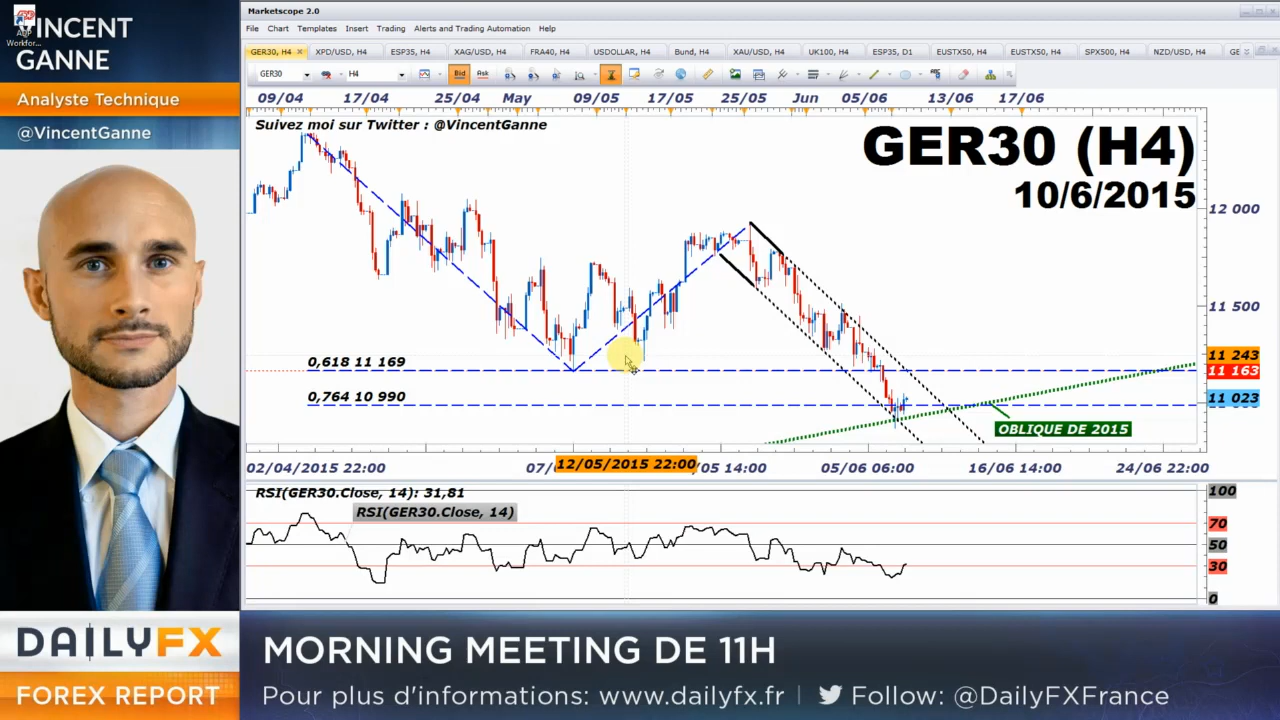 ADP
Workfor...
VINCENT
GANNE
Analyste Technique
@VincentGanne
Marketscope 2.0
File Chart Templates Insert Trading Alerts and Trading Automation Help
GER30, H4 XPD/USD, H4 ESP35, H4 XAG/USD, H4 FRA40, H4 USDOLLAR, H4 Bund, H4 XAU/USD, H4 UK100, H4 ESP35, D1 EUSTX50, H4 EUSTX50, H4 SPX500, H4 NZD/USD, H4 GE
GER30 H4 Bid Ask
09/04 17/04 25/04 May 09/05 17/05 25/05 Jun 05/06 13/06 17/06
Suivez moi sur Twitter : @VincentGanne
GER30 (H4)
10/6/2015
12 000
11 500
11 243
0,618 11 169
11 163
0,764 10 990
11 023
OBLIQUE DE 2015
02/04/2015 22:00 07/ 12/05/2015 22:00 /05 14:00 05/06 06:00 16/06 14:00 24/06 22:00
RSI(GER30.Close, 14): 31,81
RSI(GER30.Close, 14)
100
70
50
30
0
DAILYFX
FOREX REPORT
MORNING MEETING DE 11H
Pour plus d'informations: www.dailyfx.fr | Follow: @DailyFXFrance